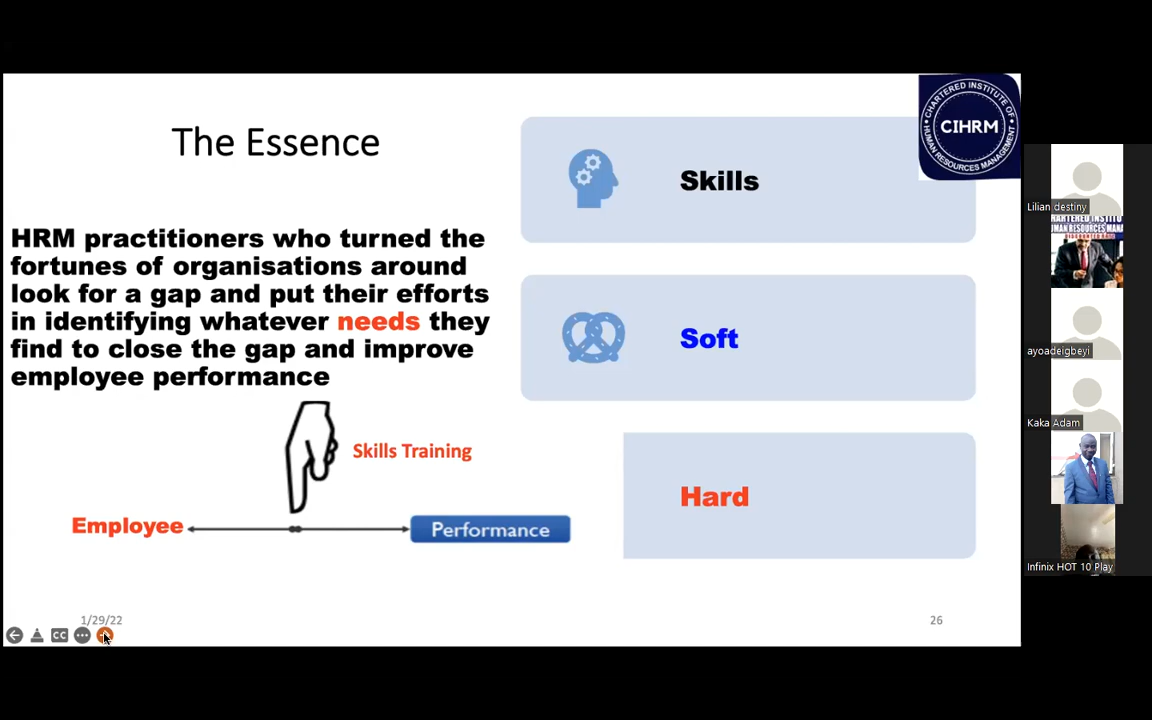 The Essence
HRM practitioners who turned the
fortunes of organisations around
look for a gap and put their efforts
in identifying whatever needs they
find to close the gap and improve
employee performance
Skills Training
Employee
Performance
Skills
Soft
Hard
CHARTERED INSTITUTE OF
CIHRM
HUMAN RESOURCES MANAGEMENT
1/29/22
26
CC
Lilian destiny
ayoadeigbeyi
Kaka Adam
Infinix HOT 10 Play